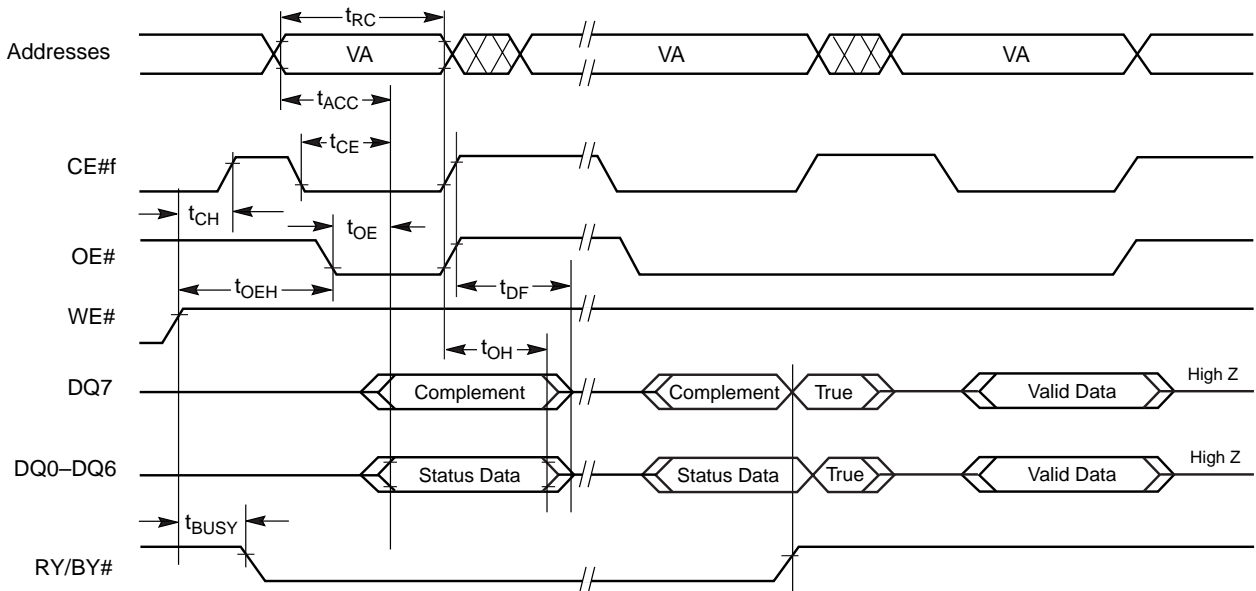 tRC
Addresses VA VA VA
tACC
tCE
CE#f
tCH tOE
OE#
tOEH tDF
WE#
tOH
DQ7 Complement Complement True Valid Data High Z
DQ0–DQ6 Status Data Status Data True Valid Data High Z
tBUSY
RY/BY#